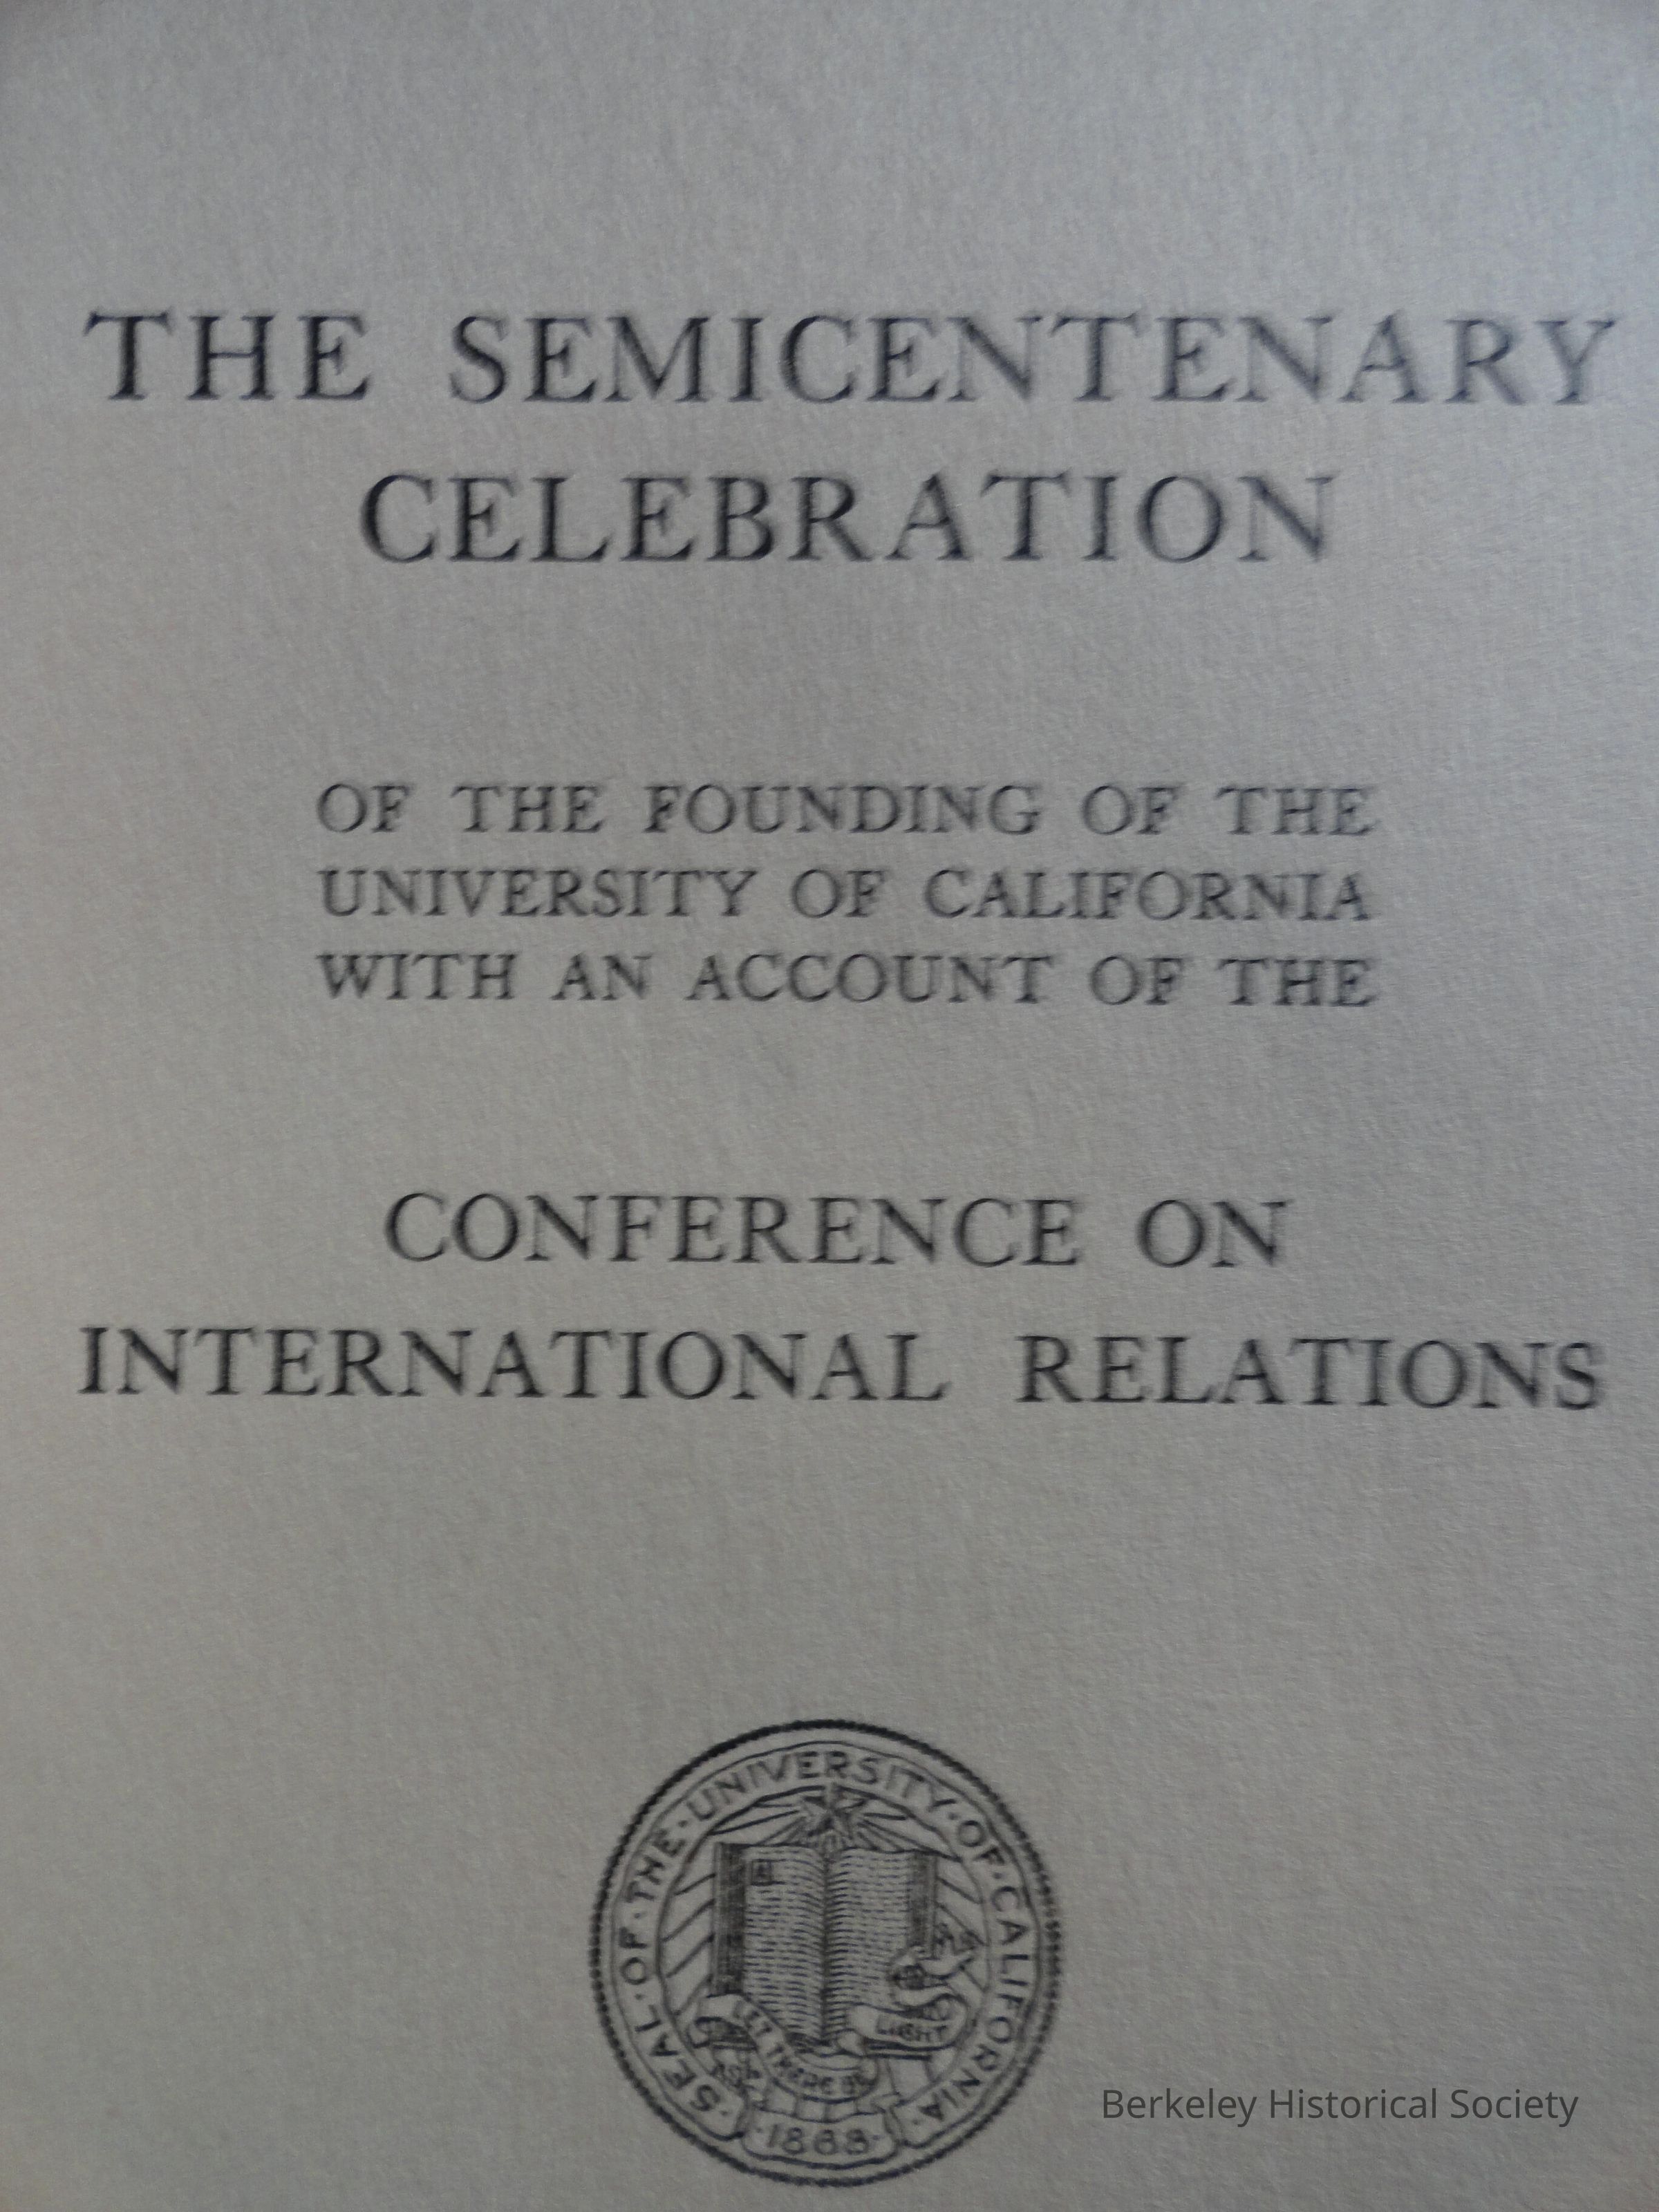 THE SEMICENTENARY
CELEBRATION
OF THE FOUNDING OF THE
UNIVERSITY OF CALIFORNIA
WITH AN ACCOUNT OF THE
CONFERENCE ON
INTERNATIONAL RELATIONS
SEAL·OF·THE·UNIVERSITY·OF·CALIFORNIA·
A
LET THERE BE
LIGHT
·1868·
Berkeley Historical Society